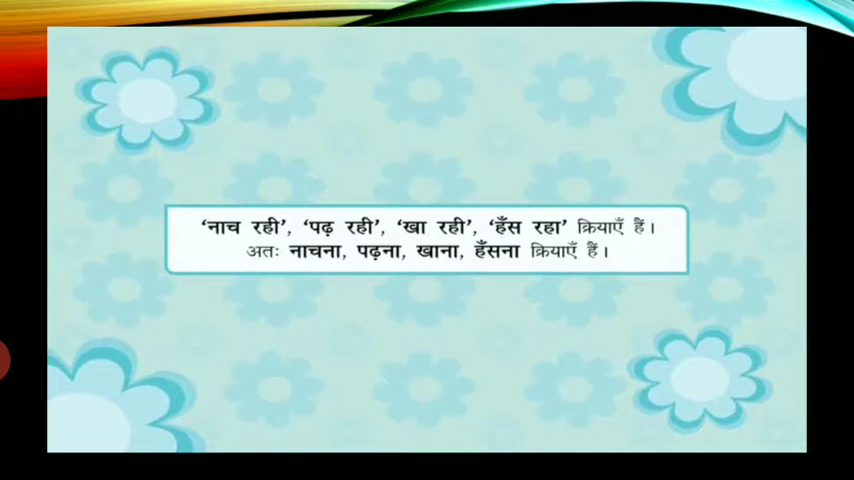 ‘नाच रही’, ‘पढ़ रही’, ‘खा रही’, ‘हँस रहा’ क्रियाएँ हैं।
अतः नाचना, पढ़ना, खाना, हँसना क्रियाएँ हैं।